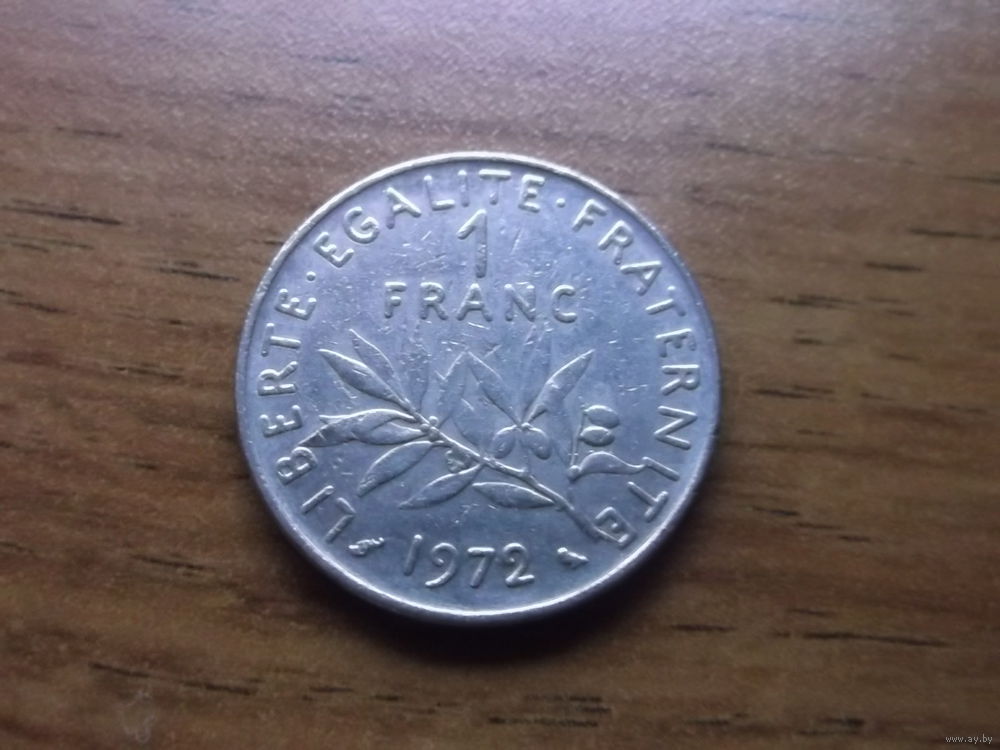 LIBERTE · EGALITE · FRATERNITE
1
FRANC
1972
www.ay.by